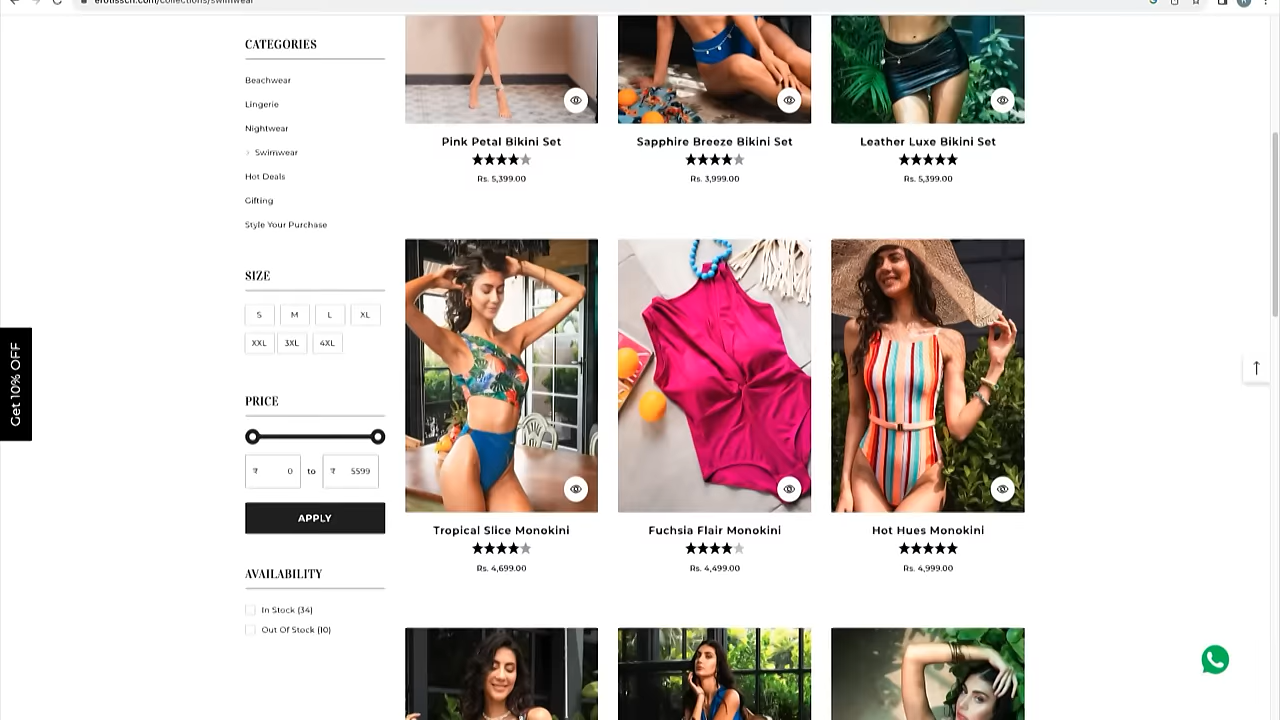 CATEGORIES
Beachwear
Lingerie
Nightwear
Swimwear
Hot Deals
Gifting
Style Your Purchase
SIZE
S M L XL
XXL 3XL 4XL
PRICE
₹ 0 to ₹ 5599
APPLY
AVAILABILITY
In Stock (34)
Out Of Stock (10)
Get 10% OFF
Pink Petal Bikini Set
Rs. 5,399.00
Sapphire Breeze Bikini Set
Rs. 3,999.00
Leather Luxe Bikini Set
Rs. 5,399.00
Tropical Slice Monokini
Rs. 4,699.00
Fuchsia Flair Monokini
Rs. 4,499.00
Hot Hues Monokini
Rs. 4,999.00